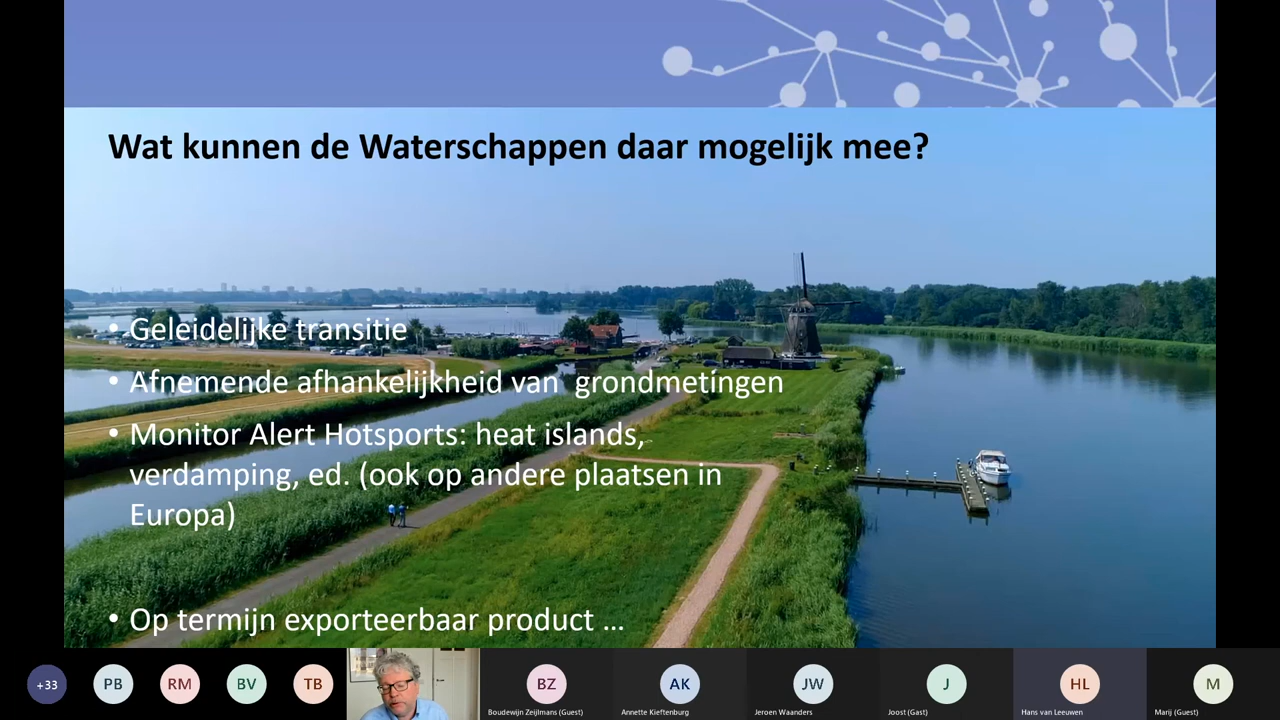 Wat kunnen de Waterschappen daar mogelijk mee?
• Geleidelijke transitie
• Afnemende afhankelijkheid van  grondmetingen
• Monitor Alert Hotsports: heat islands,
verdamping, ed. (ook op andere plaatsen in
Europa)
• Op termijn exporteerbaar product ...
+33 PB RM BV TB BZ AK JW J HL M
Boudewijn Zeijlmans (Guest) Annette Kieftenburg Jeroen Waanders Joost (Gast) Hans van Leeuwen Marij (Guest)